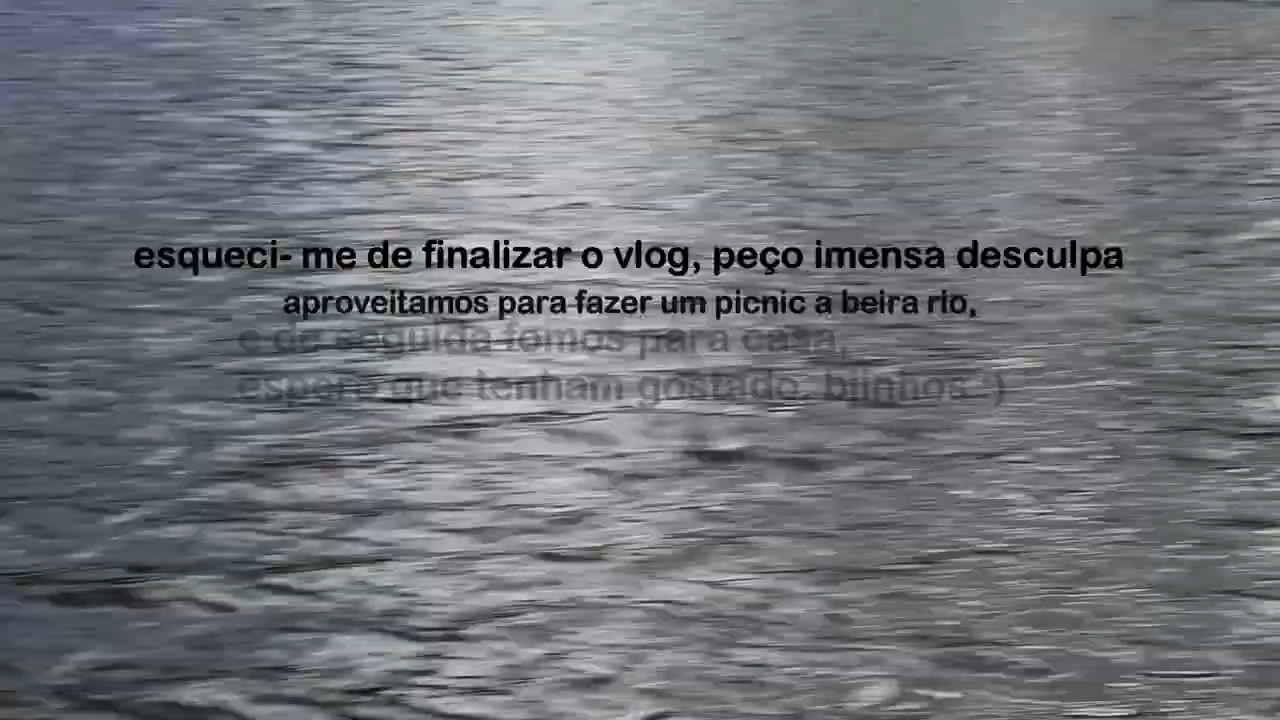 esqueci- me de finalizar o vlog, peço imensa desculpa
aproveitamos para fazer um picnic a beira rio,
e de seguida fomos para casa,
espero que tenham gostado, bjinhos :)